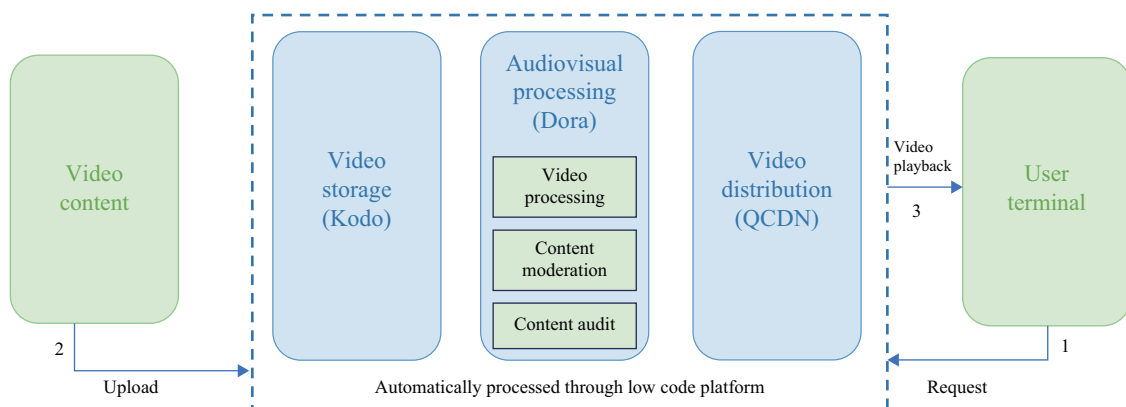 Video
content
2
Upload
Video
storage
(Kodo)
Audiovisual
processing
(Dora)
Video
processing
Content
moderation
Content audit
Video
distribution
(QCDN)
Automatically processed through low code platform
Video
playback
3
User
terminal
1
Request